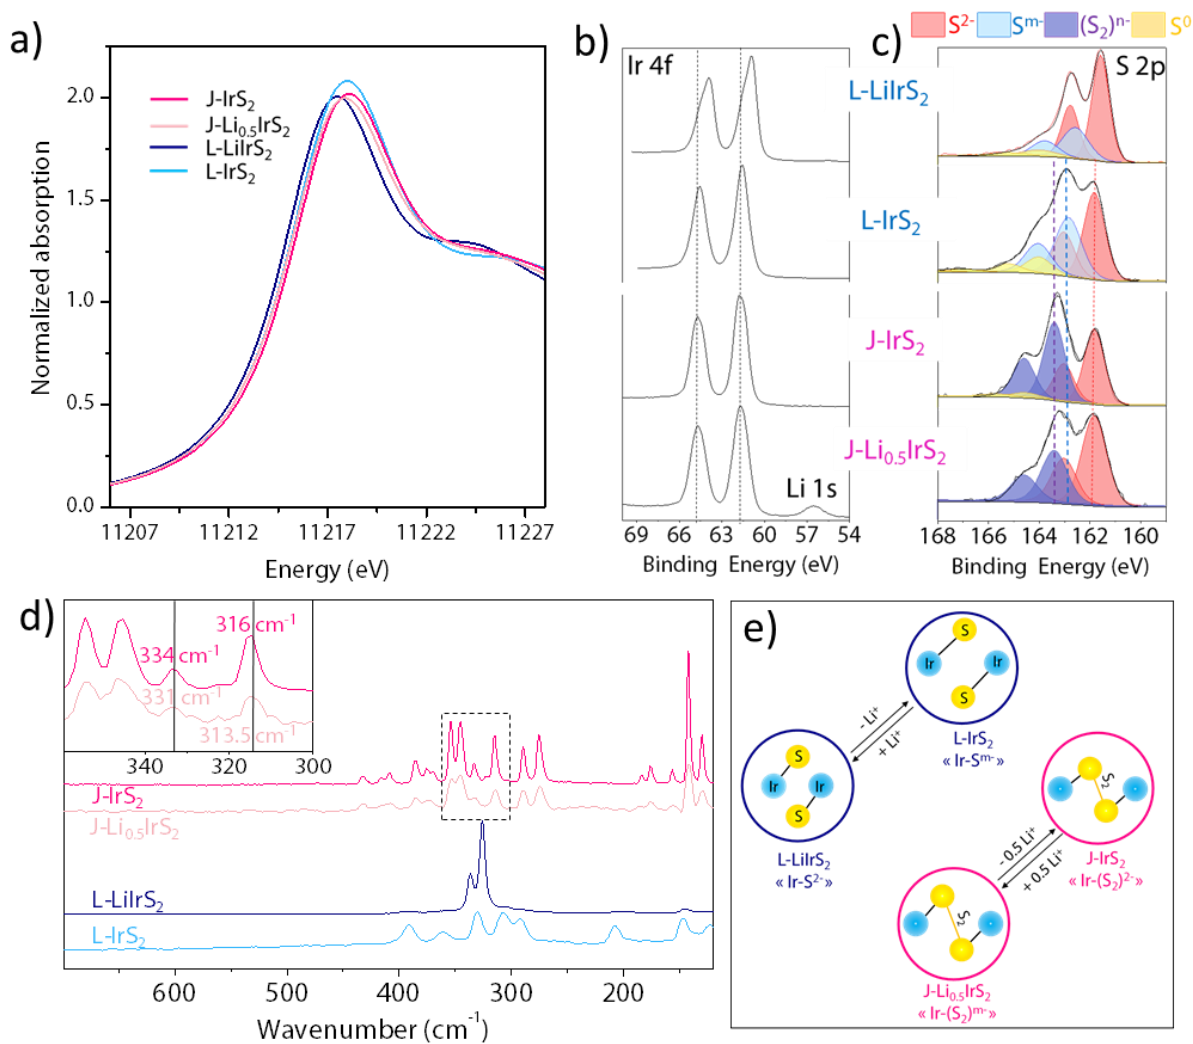 a)
2.0
1.5
1.0
0.5
0.0
Normalized absorption
J-IrS2
J-Li0.5IrS2
L-LiIrS2
L-IrS2
11207 11212 11217 11222 11227
Energy (eV)
b)
Ir 4f
Li 1s
69 66 63 60 57 54
Binding Energy (eV)
L-LiIrS2
L-IrS2
J-IrS2
J-Li0.5IrS2
S2- Sm- (S2)n- S0
c)
S 2p
168 166 164 162 160
Binding Energy (eV)
d)
316 cm-1
334 cm-1
331 cm-1
313.5 cm-1
340 320 300
J-IrS2
J-Li0.5IrS2
L-LiIrS2
L-IrS2
600 500 400 300 200
Wavenumber (cm-1)
e)
S
Ir Ir
S
L-IrS2
« Ir-Sm- »
- Li+
+ Li+
S
Ir Ir
S
L-LiIrS2
« Ir-S2- »
S2
J-IrS2
« Ir-(S2)2- »
- 0.5 Li+
+ 0.5 Li+
S2
J-Li0.5IrS2
« Ir-(S2)m- »